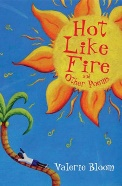 Hot
Like
Fire
and
Other Poems
Valerie Bloom